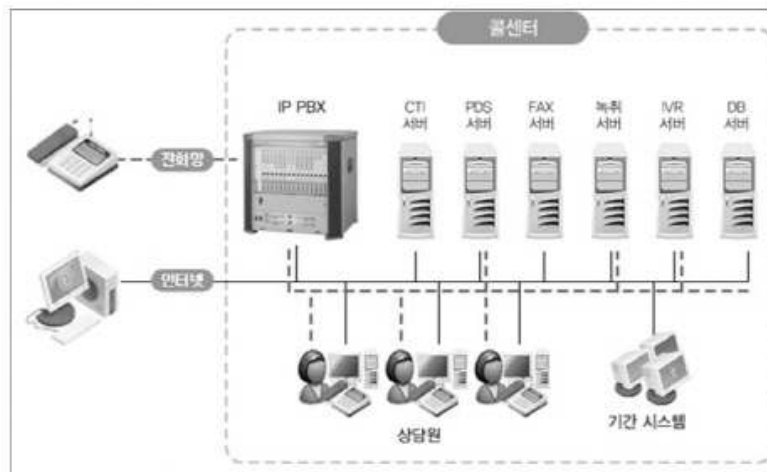 콜센터
IP PBX
CTI
서버
PDS
서버
FAX
서버
녹취
서버
IVR
서버
DB
서버
전화망
인터넷
상담원
기간 시스템